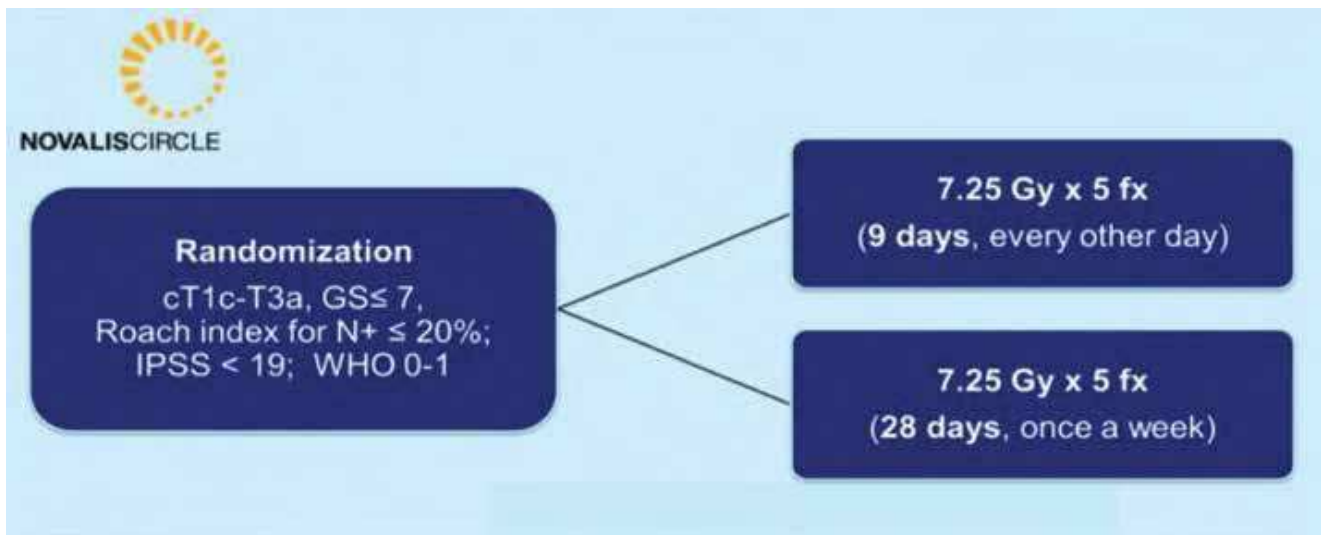 NOVALISCIRCLE
Randomization
cT1c-T3a, GS≤ 7,
Roach index for N+ ≤ 20%;
IPSS < 19;  WHO 0-1
7.25 Gy x 5 fx
(9 days, every other day)
7.25 Gy x 5 fx
(28 days, once a week)